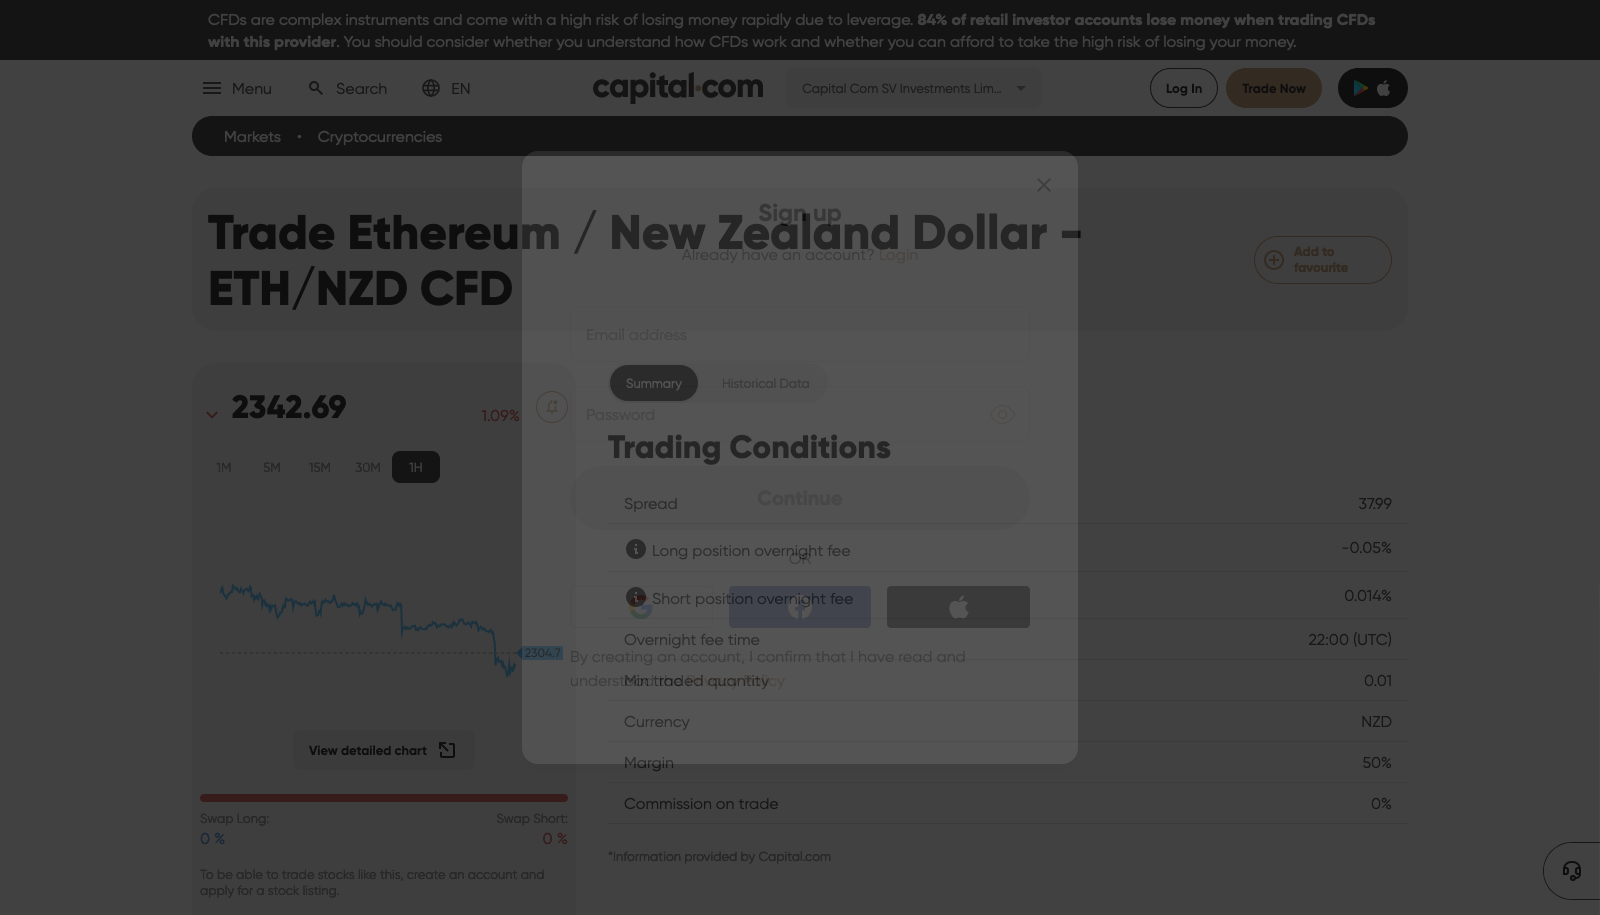 CFDs are complex instruments and come with a high risk of losing money rapidly due to leverage. 84% of retail investor accounts lose money when trading CFDs
with this provider. You should consider whether you understand how CFDs work and whether you can afford to take the high risk of losing your money.
Menu
Search
EN
capital.com
Capital Com SV Investments Lim...
Log In
Trade Now
Markets • Cryptocurrencies
Sign up
Already have an account? Login
Trade Ethereum / New Zealand Dollar -
ETH/NZD CFD
Add to
favourite
Email address
Summary
Historical Data
Password
2342.69
1.09%
1M
5M
15M
30M
1H
2304.7
View detailed chart
Swap Long:
Swap Short:
0 %
0 %
To be able to trade stocks like this, create an account and
apply for a stock listing.
Trading Conditions
Continue
Spread 37.99
Long position overnight fee -0.05%
OR
Short position overnight fee 0.014%
Overnight fee time 22:00 (UTC)
By creating an account, I confirm that I have read and
Min traded quantity 0.01
Currency NZD
Margin 50%
Commission on trade 0%
*Information provided by Capital.com